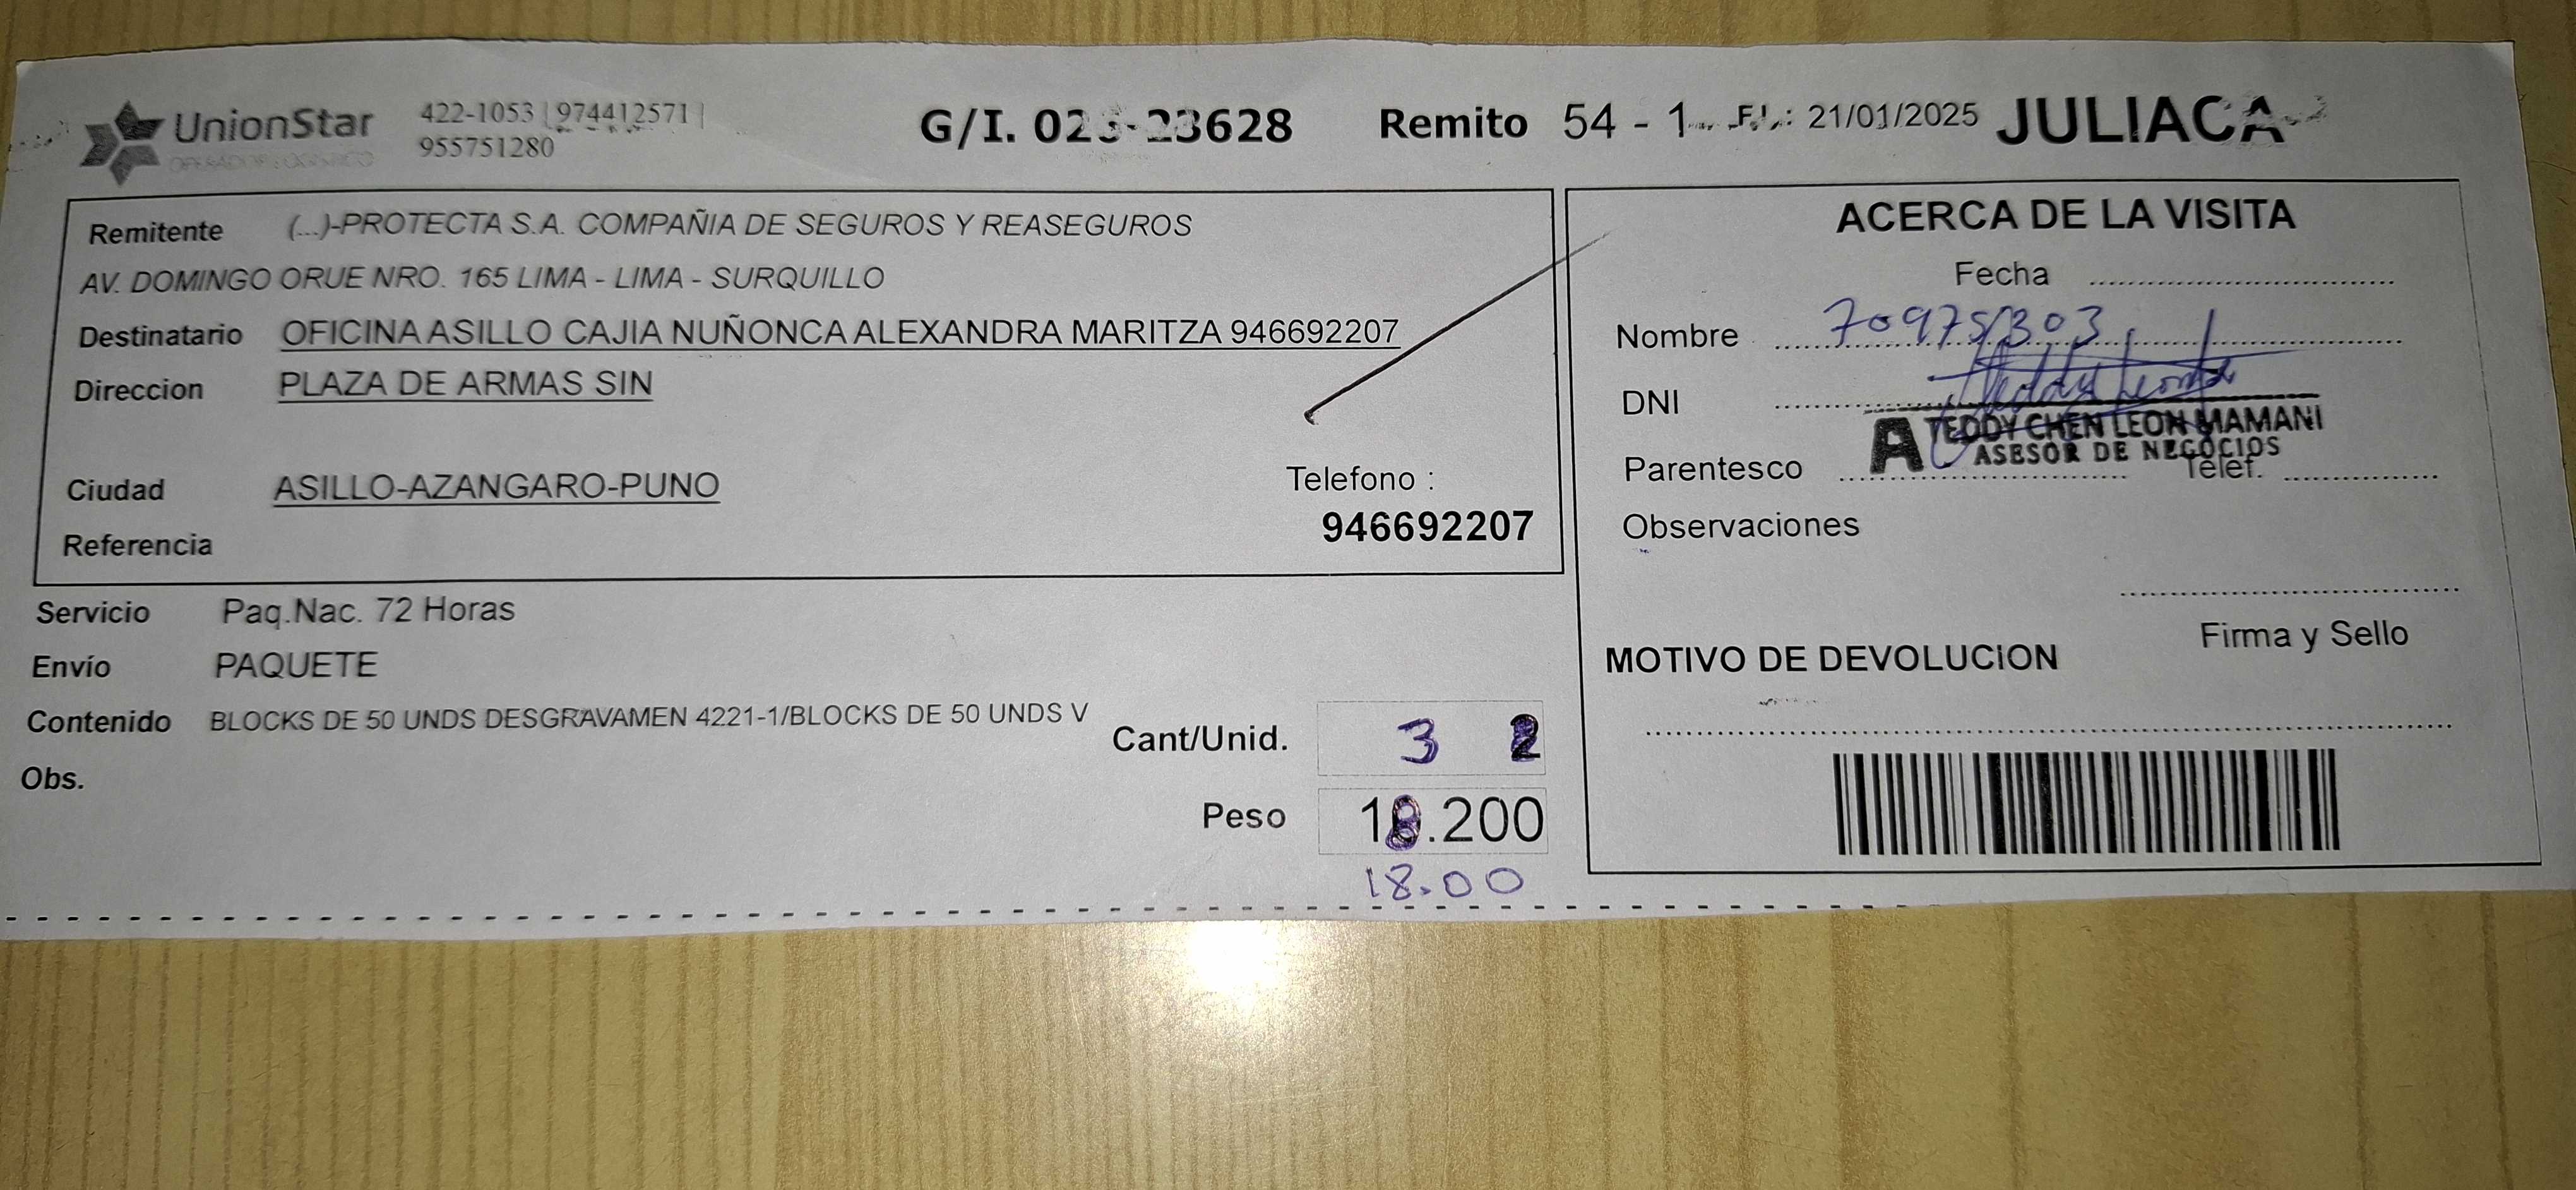 UnionStar
OPERADOR LOGISTICO
422-1053 | 974412571 |
955751280
G/I. 023-23628
Remito 54 - 1
21/01/2025 JULIACA
Remitente (...)-PROTECTA S.A. COMPAÑIA DE SEGUROS Y REASEGUROS
AV. DOMINGO ORUE NRO. 165 LIMA - LIMA - SURQUILLO
Destinatario OFICINA ASILLO CAJIA NUÑONCA ALEXANDRA MARITZA 946692207
Direccion PLAZA DE ARMAS SIN
Ciudad ASILLO-AZANGARO-PUNO
Telefono :
946692207
Referencia
Servicio Paq.Nac. 72 Horas
Envío PAQUETE
Contenido BLOCKS DE 50 UNDS DESGRAVAMEN 4221-1/BLOCKS DE 50 UNDS V
Obs.
Cant/Unid. 3 2
Peso 18.200
18.00
ACERCA DE LA VISITA
Fecha
Nombre 70975303
DNI
TEDDY CHEN LEON MAMANI
A ASESOR DE NEGOCIOS
Parentesco Telef.
Observaciones
Firma y Sello
MOTIVO DE DEVOLUCION